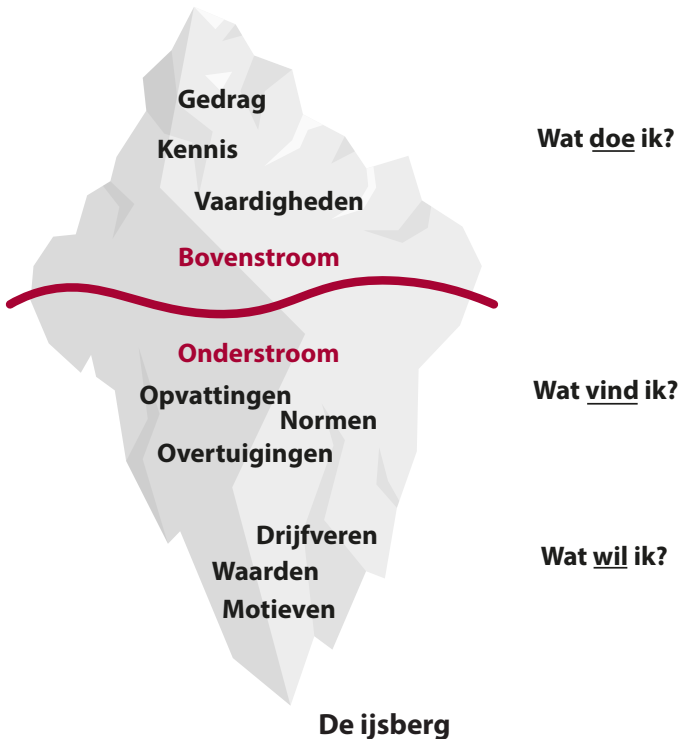 Gedrag
Wat doe ik?
Kennis
Vaardigheden
Bovenstroom
Onderstroom
Opvattingen
Wat vind ik?
Normen
Overtuigingen
Drijfveren
Wat wil ik?
Waarden
Motieven
De ijsberg